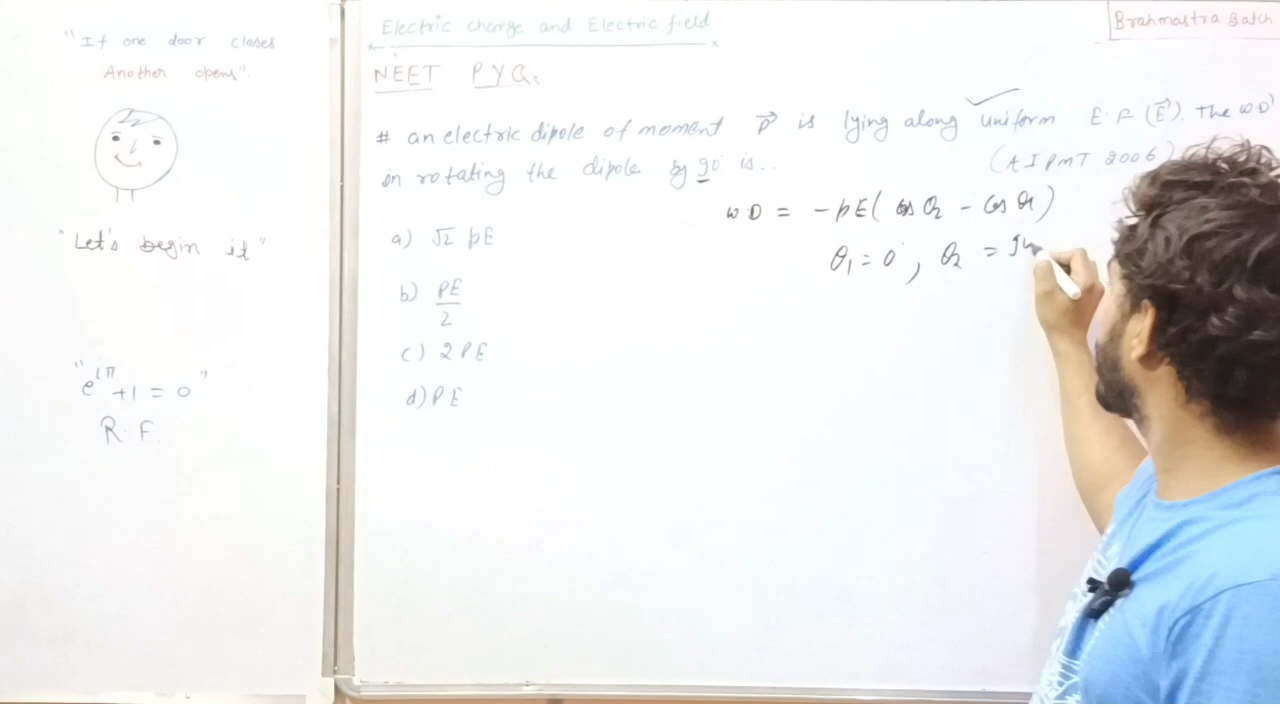 "If one door closes
Another opens".
"Let's begin it"
"e^{iπ} +1 = 0"
R. F.
Electric charge and Electric field
Brahmastra Batch
NEET PYQs
# an electric dipole of moment p⃗ is lying along uniform E.F (E⃗). The W.D
in rotating the dipole by 90° is..
(AIPMT 2006)
a) √2 pE
b) PE/2
c) 2PE
d) PE
W.D = -pE( cos θ₂ - cos θ₁)
θ₁ = 0°, θ₂ =